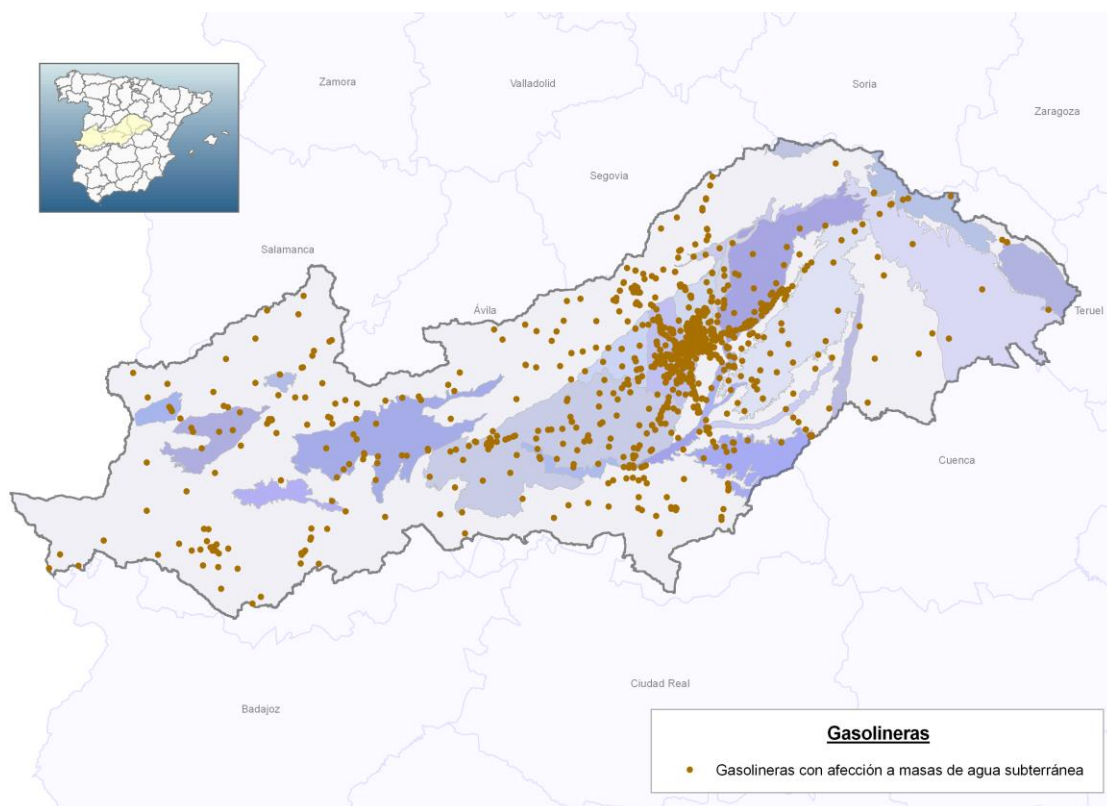 Zamora
Valladolid
Soria
Zaragoza
Segovia
Salamanca
Ávila
Teruel
Cuenca
Ciudad Real
Badajoz
Gasolineras
Gasolineras con afección a masas de agua subterránea